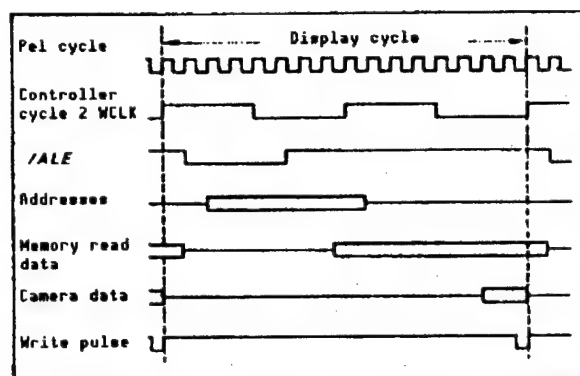 Pel cycle
Display cycle
Controller
cycle 2 WCLK
/ALE
Addresses
Memory read
data
Camera data
Write pulse